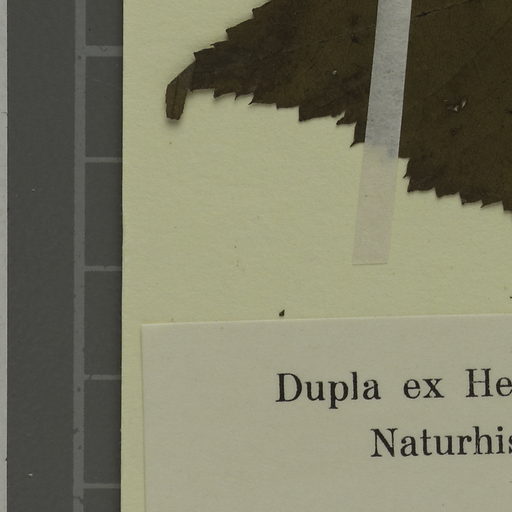 Dupla ex He
Naturhis